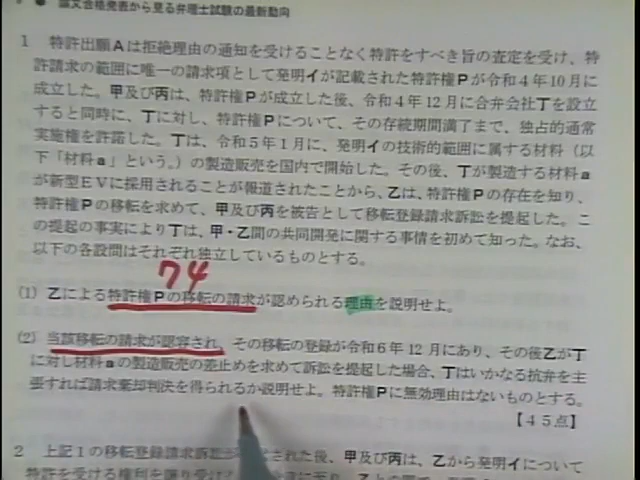 論文合格発表から見る弁理士試験の最新動向
1 特許出願Aは拒絶理由の通知を受けることなく特許をすべき旨の査定を受け、特
許請求の範囲に唯一の請求項として発明イが記載された特許権Pが令和4年10月に
成立した。甲及び丙は、特許権Pが成立した後、令和4年12月に合弁会社丁を設立
すると同時に、丁に対し、特許権Pについて、その存続期間満了まで、独占的通常
実施権を許諾した。丁は、令和5年1月に、発明イの技術的範囲に属する材料（以
下「材料a」という。）の製造販売を国内で開始した。その後、丁が製造する材料a
が新型EVに採用されることが報道されたことから、乙は、特許権Pの存在を知り、
特許権Pの移転を求めて、甲及び丙を被告として移転登録請求訴訟を提起した。こ
の提起の事実により丁は、甲・乙間の共同開発に関する事情を初めて知った。なお、
以下の各設問はそれぞれ独立しているものとする。
74
(1) 乙による特許権Pの移転の請求が認められる理由を説明せよ。
(2) 当該移転の請求が認容され、その移転の登録が令和6年12月にあり、その後乙が丁
に対し材料aの製造販売の差止めを求めて訴訟を提起した場合、丁はいかなる抗弁を主
張すれば請求棄却判決を得られるか説明せよ。特許権Pに無効理由はないものとする。
【45点】
2 上記1の移転登録請求訴訟が された後、甲及び丙は、乙から発明イについて
特許を受ける権利を譲り受ける